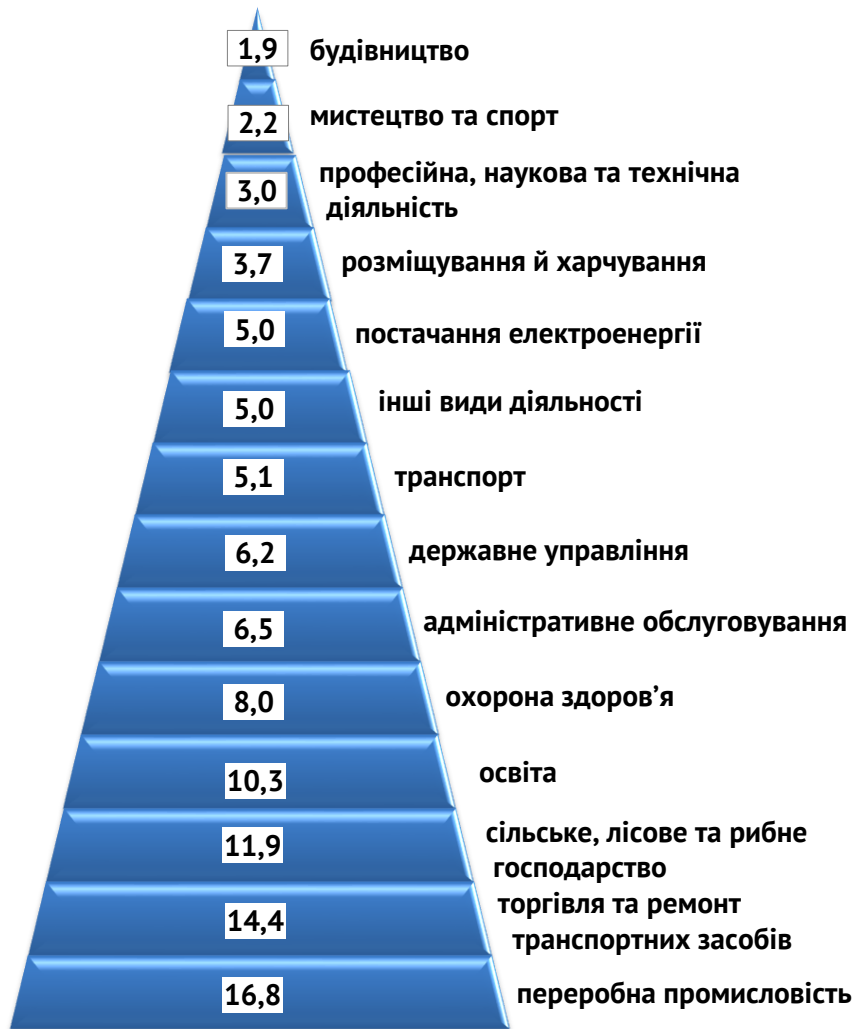 1,9 будівництво
2,2 мистецтво та спорт
3,0 професійна, наукова та технічна
діяльність
3,7 розміщування й харчування
5,0 постачання електроенергії
5,0 інші види діяльності
5,1 транспорт
6,2 державне управління
6,5 адміністративне обслуговування
8,0 охорона здоров’я
10,3 освіта
11,9 сільське, лісове та рибне
господарство
14,4 торгівля та ремонт
транспортних засобів
16,8 переробна промисловість